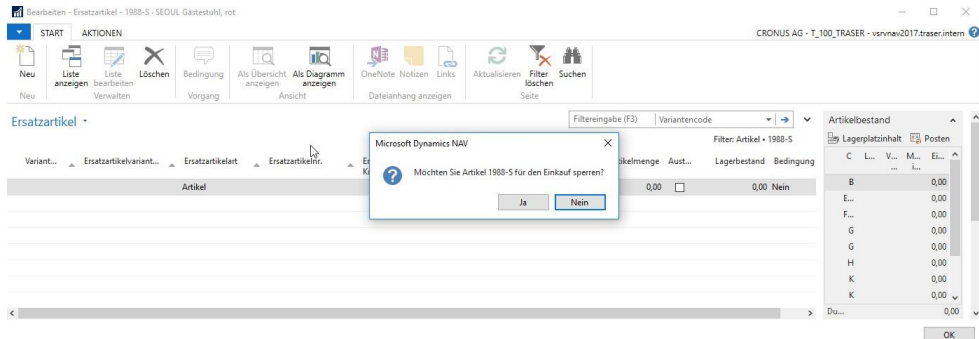 Bearbeiten - Ersatzartikel - 1988-S - SEOUL Gästestuhl, rot
START AKTIONEN
CRONUS AG - T_100_TRASER - vsrvnav2017.traser.intern
Neu
Liste anzeigen
Liste bearbeiten
Löschen
Bedingung
Als Übersicht anzeigen
Als Diagramm anzeigen
OneNote
Notizen
Links
Aktualisieren
Filter löschen
Suchen
Neu Verwalten Vorgang Ansicht Dateianhang anzeigen Seite
Ersatzartikel
Filtereingabe (F3) Variantencode
Filter: Artikel • 1988-S
Variant... Ersatzartikelvariant... Ersatzartikelart Ersatzartikelnr. Aust... Lagerbestand Bedingung
Artikel 0,00 0,00 Nein
Microsoft Dynamics NAV
Möchten Sie Artikel 1988-S für den Einkauf sperren?
Ja Nein
Artikelbestand
Lagerplatzinhalt Posten
C L... V... M... Ei...
... i...
B 0,00
E... 0,00
F... 0,00
G 0,00
G 0,00
H 0,00
K 0,00
K 0,00
Du... 0,00
OK